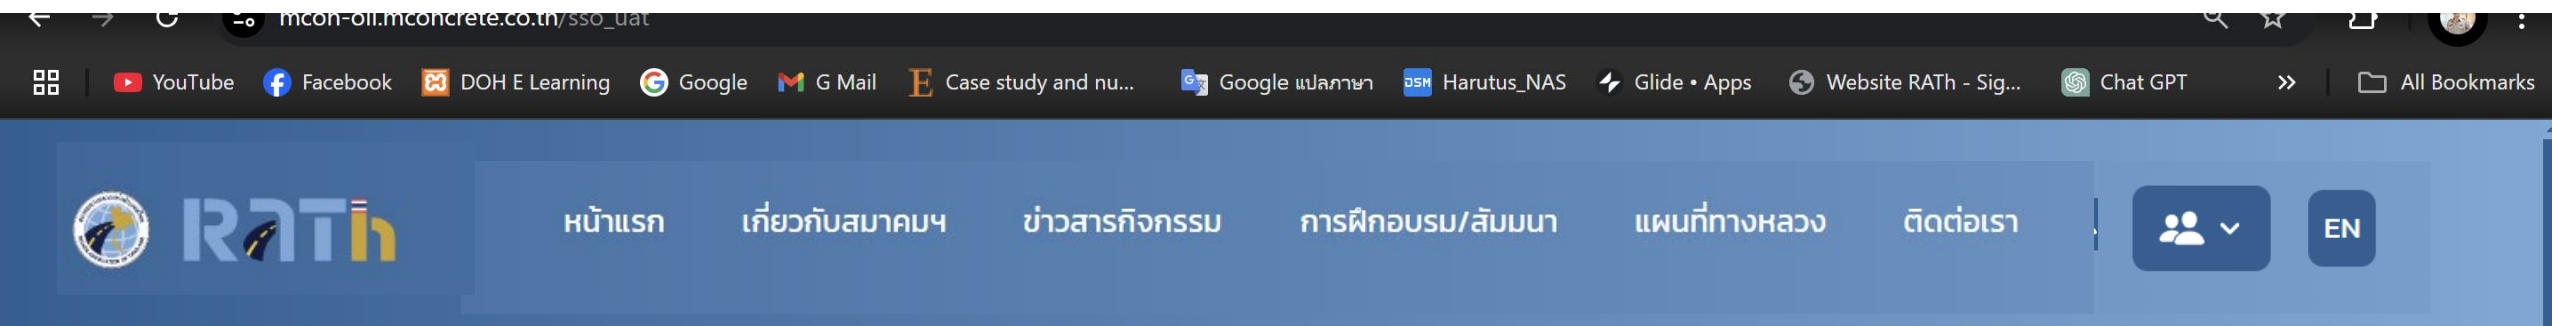 mcon-oil.mconcrete.co.th/sso_uat
YouTube Facebook DOH E Learning Google G Mail Case study and nu... Google แปลภาษา DSM Harutus_NAS Glide • Apps Website RATh - Sig... Chat GPT » All Bookmarks
RATh หน้าแรก เกี่ยวกับสมาคมฯ ข่าวสารกิจกรรม การฝึกอบรม/สัมมนา แผนที่ทางหลวง ติดต่อเรา EN